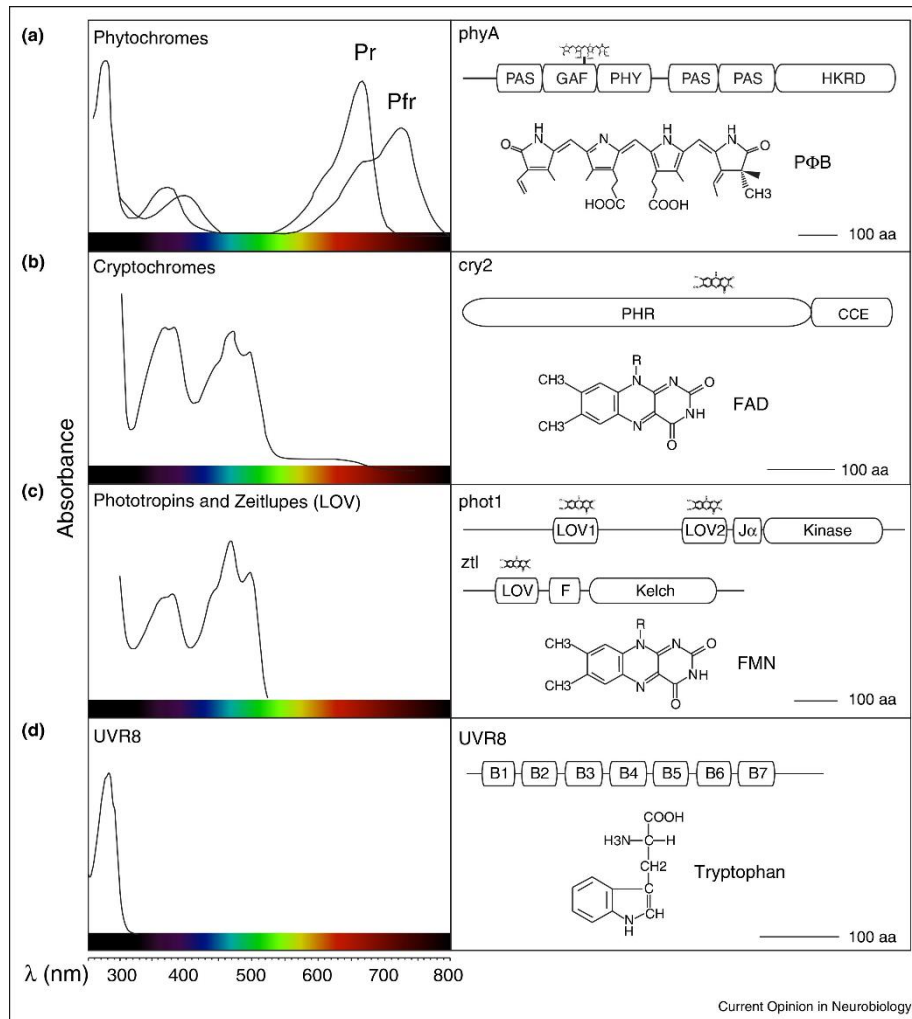 (a)
Phytochromes
Pr
Pfr
phyA
PAS GAF PHY PAS PAS HKRD
H
N
N
H
N
H
N
O
O
PΦB
CH3
HOOC COOH
100 aa
(b)
Cryptochromes
cry2
PHR CCE
R
CH3 N N O
CH3 N NH
O
FAD
100 aa
Absorbance
(c)
Phototropins and Zeitlupes (LOV)
phot1
LOV1 LOV2 Jα Kinase
ztl
LOV F Kelch
R
CH3 N N O
CH3 N NH
O
FMN
100 aa
(d)
UVR8
UVR8
B1 B2 B3 B4 B5 B6 B7
COOH
H3N C H
CH2
C
CH
N
H
Tryptophan
100 aa
λ (nm) 300 400 500 600 700 800
Current Opinion in Neurobiology